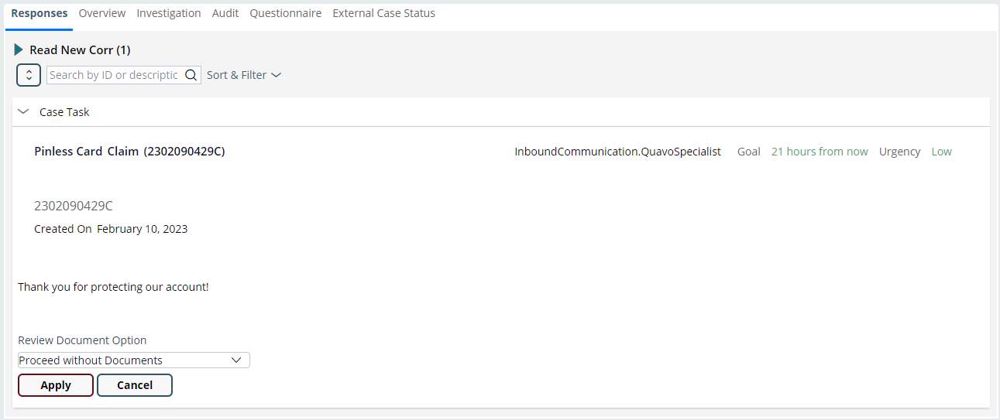 Responses Overview Investigation Audit Questionnaire External Case Status
Read New Corr (1)
Search by ID or descriptic Sort & Filter
Case Task
Pinless Card Claim (2302090429C) InboundCommunication.QuavoSpecialist Goal 21 hours from now Urgency Low
2302090429C
Created On February 10, 2023
Thank you for protecting our account!
Review Document Option
Proceed without Documents
Apply Cancel